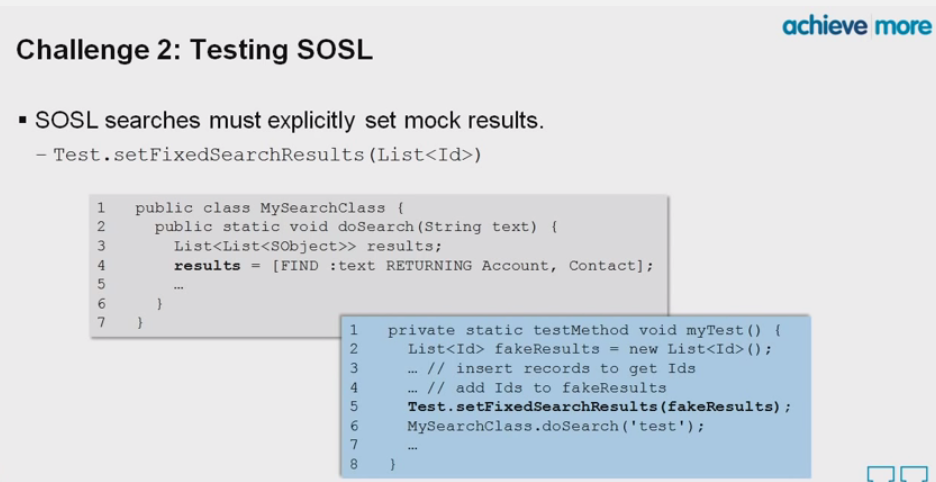 achieve more
Challenge 2: Testing SOSL
▪ SOSL searches must explicitly set mock results.
– Test.setFixedSearchResults(List<Id>)
1 public class MySearchClass {
2 public static void doSearch(String text) {
3 List<List<SObject>> results;
4 results = [FIND :text RETURNING Account, Contact];
5 …
6 }
7 }
1 private static testMethod void myTest() {
2 List<Id> fakeResults = new List<Id>();
3 … // insert records to get Ids
4 … // add Ids to fakeResults
5 Test.setFixedSearchResults(fakeResults);
6 MySearchClass.doSearch('test');
7 …
8 }